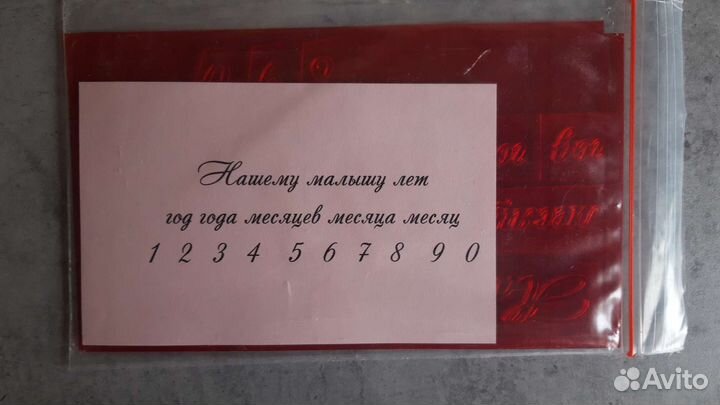 Нашему малышу лет
год года месяцев месяца месяц
1 2 3 4 5 6 7 8 9 0
Avito